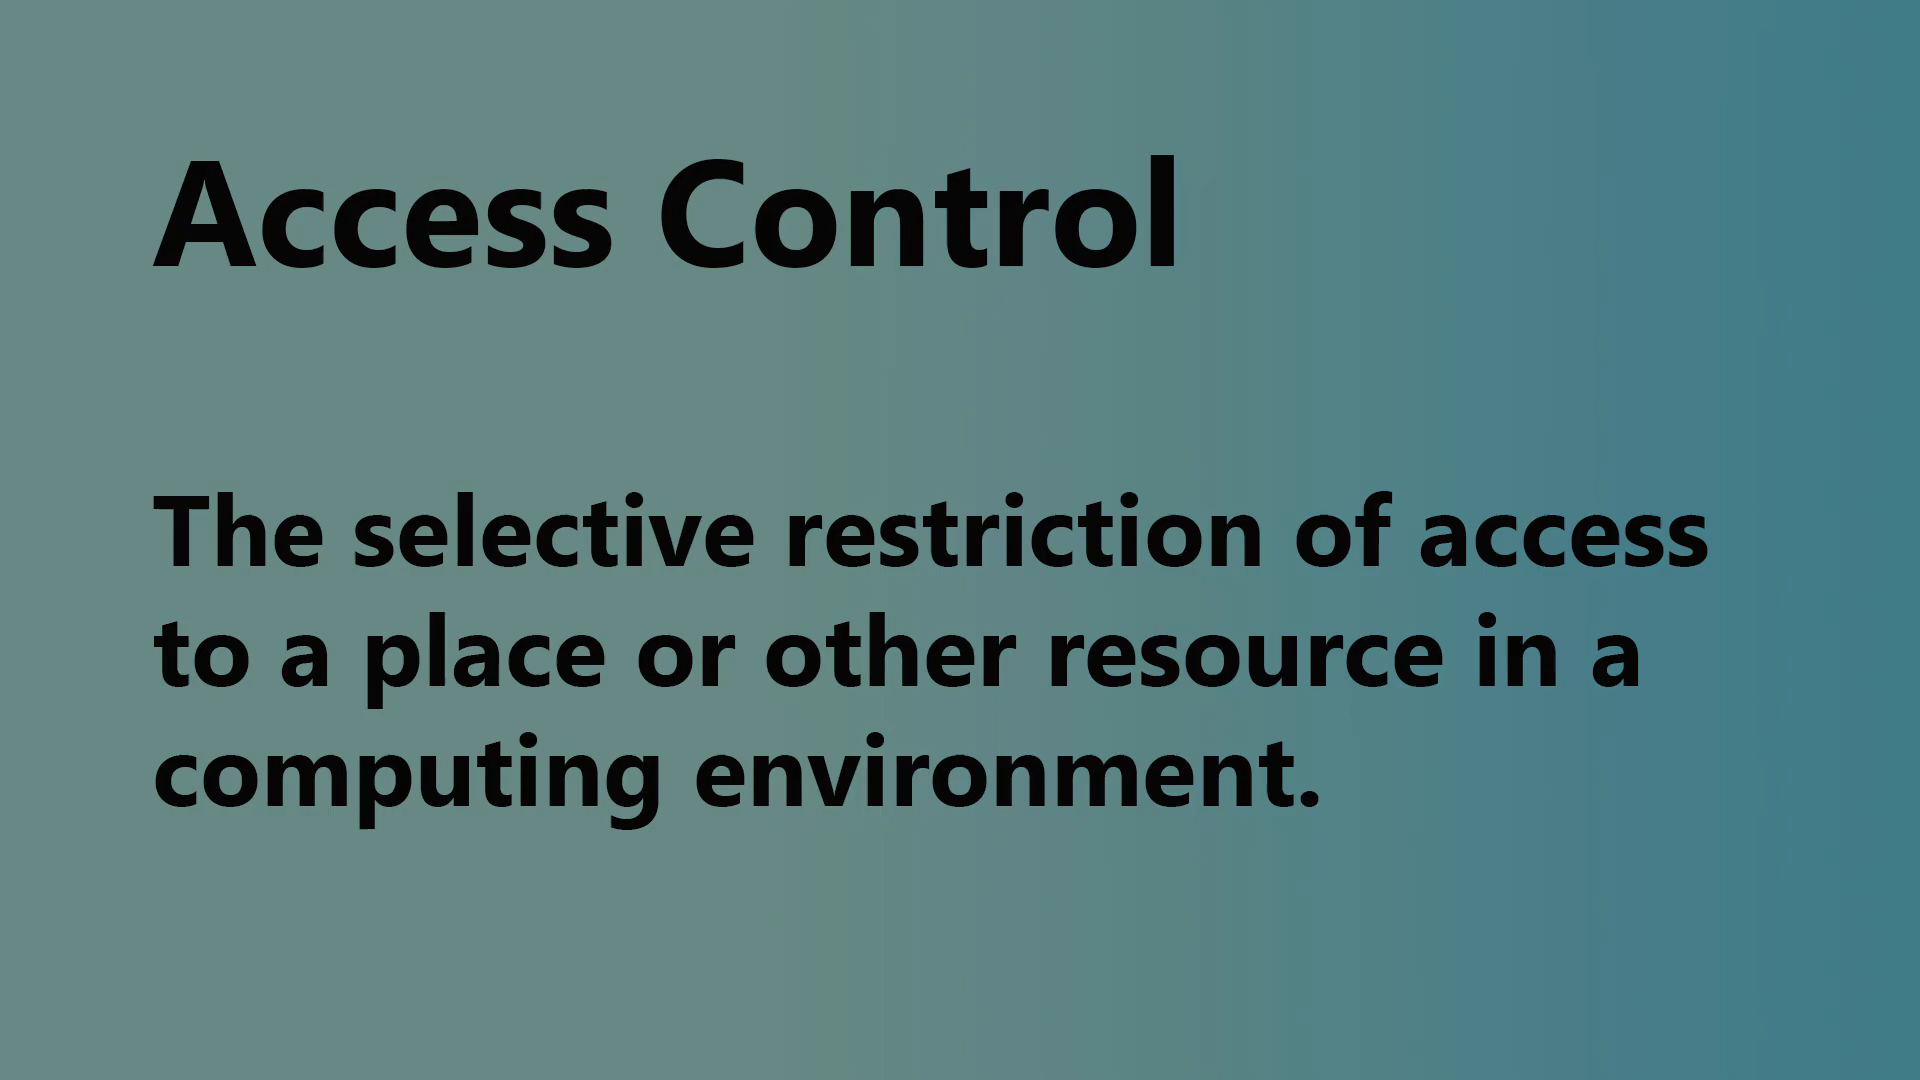 Access Control
The selective restriction of access
to a place or other resource in a
computing environment.